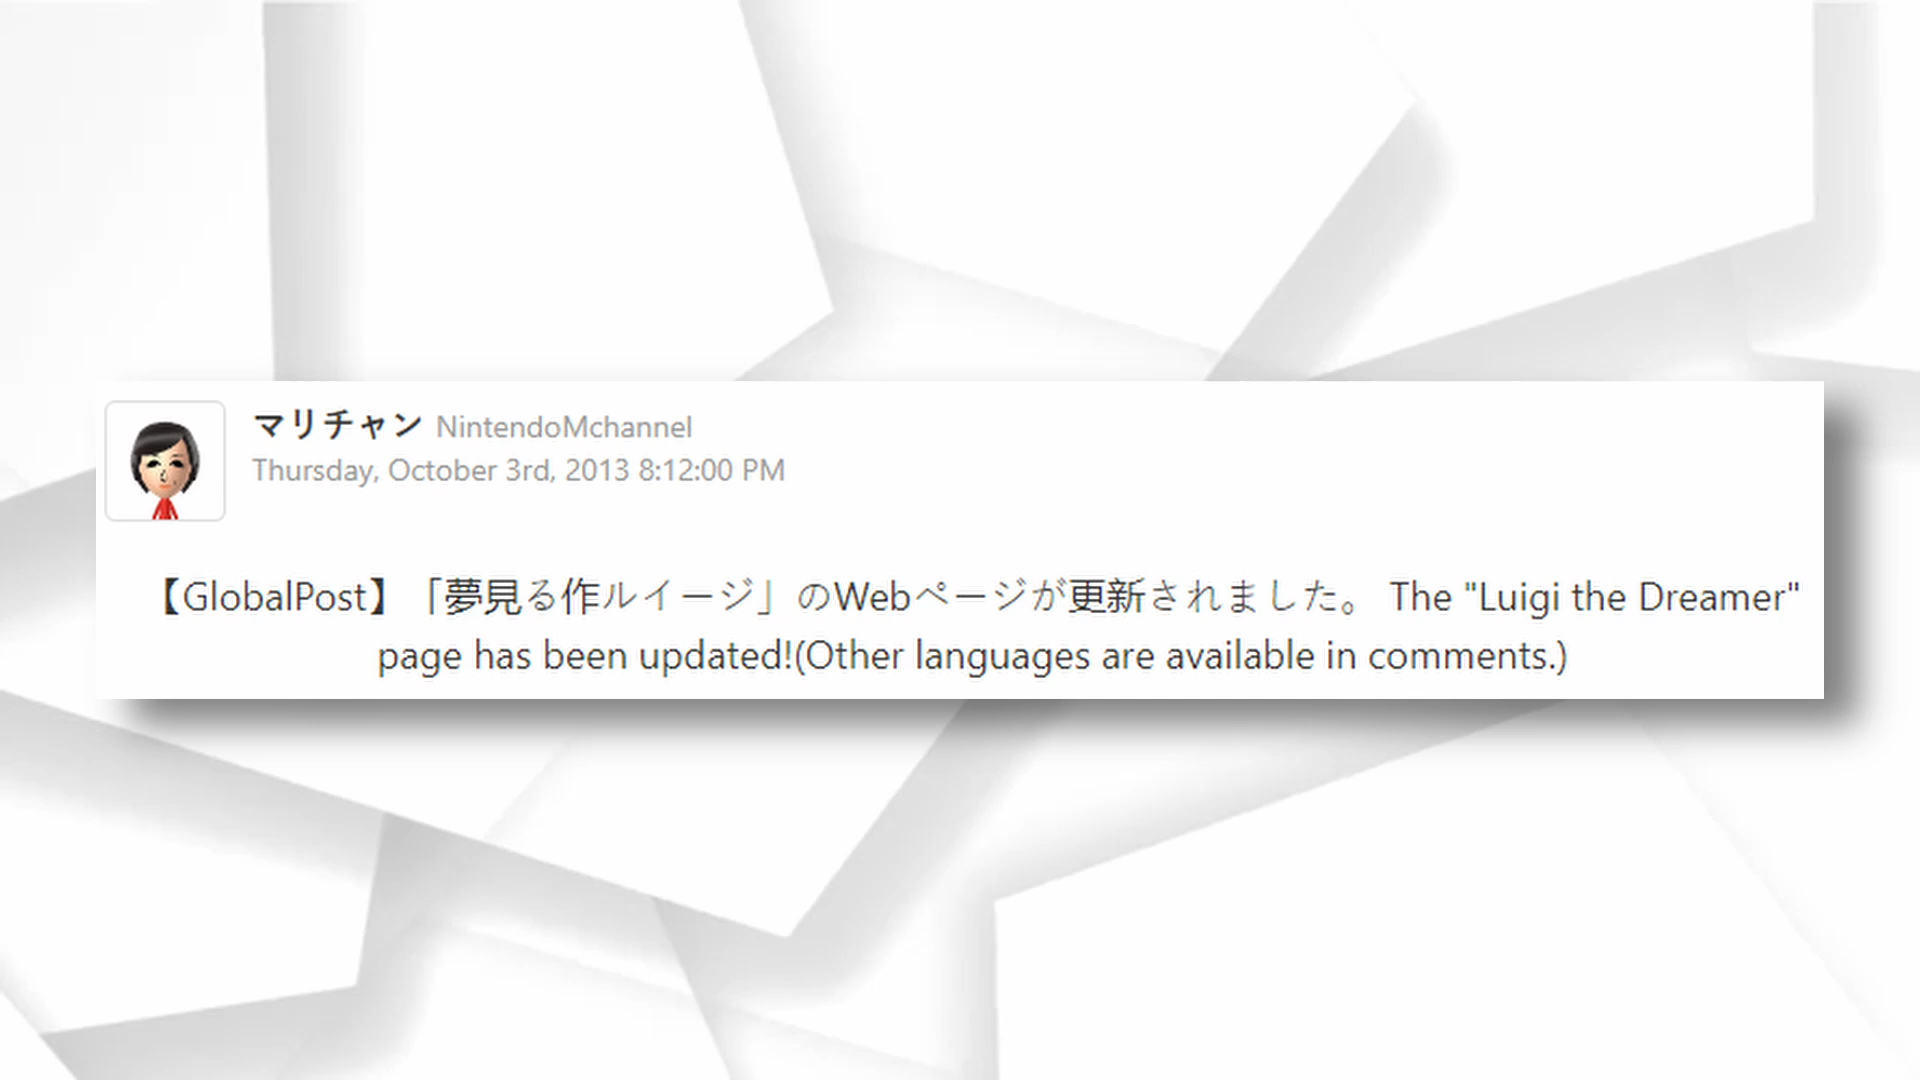 マリチャン NintendoMchannel
Thursday, October 3rd, 2013 8:12:00 PM
【GlobalPost】「夢見る作ルイージ」のWebページが更新されました。 The "Luigi the Dreamer"
page has been updated!(Other languages are available in comments.)